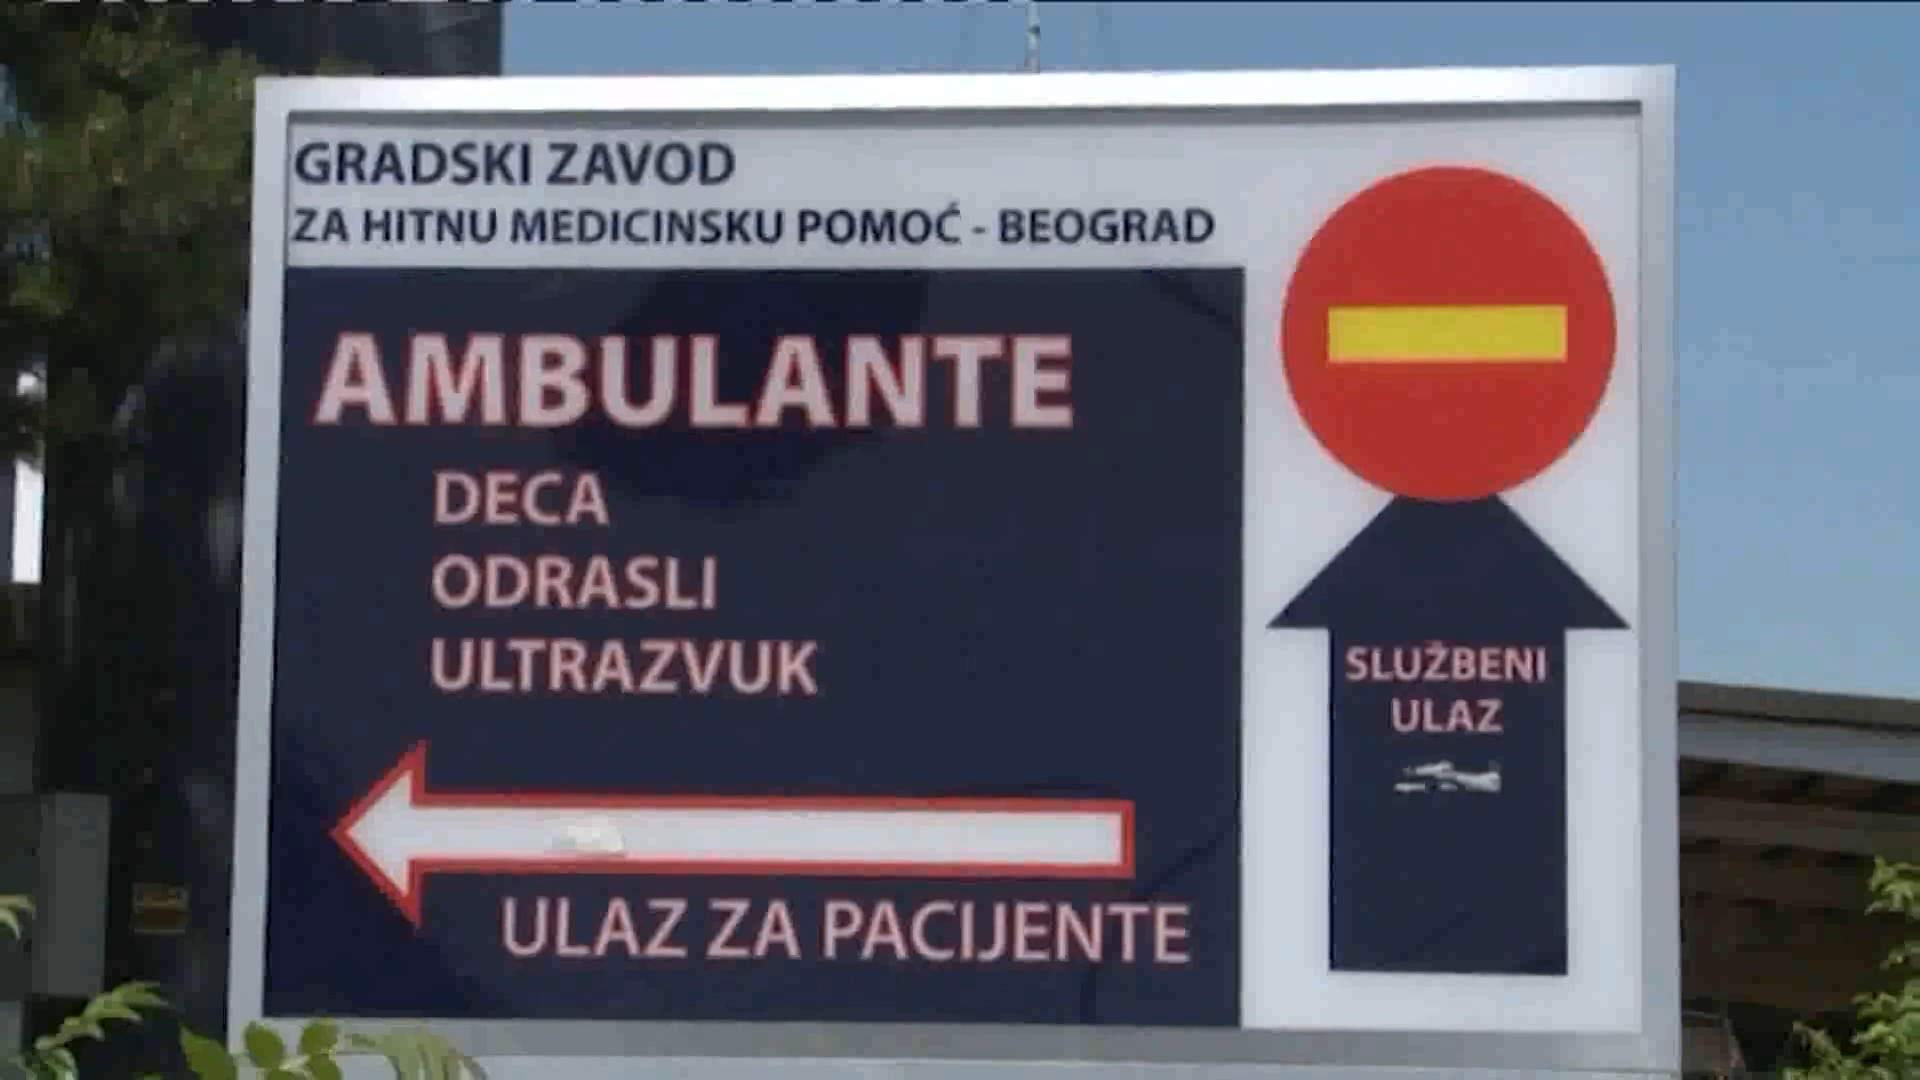 GRADSKI ZAVOD
ZA HITNU MEDICINSKU POMOĆ - BEOGRAD
AMBULANTE
DECA
ODRASLI
ULTRAZVUK
ULAZ ZA PACIJENTE
SLUŽBENI
ULAZ